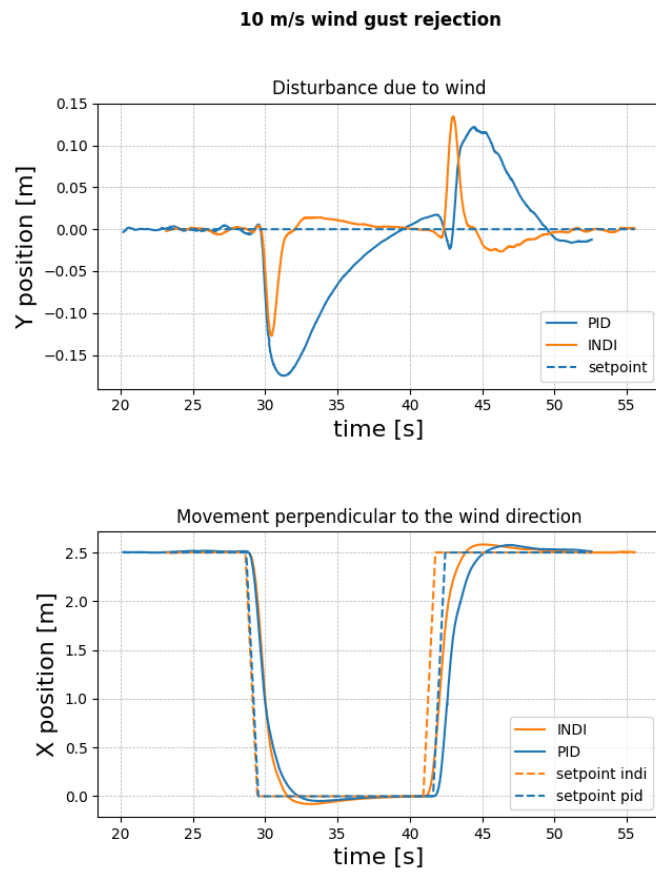 10 m/s wind gust rejection
Disturbance due to wind
Y position [m]
0.15
0.10
0.05
0.00
−0.05
−0.10
−0.15
PID
INDI
setpoint
20 25 30 35 40 45 50 55
time [s]
Movement perpendicular to the wind direction
X position [m]
2.5
2.0
1.5
1.0
0.5
0.0
INDI
PID
setpoint indi
setpoint pid
20 25 30 35 40 45 50 55
time [s]